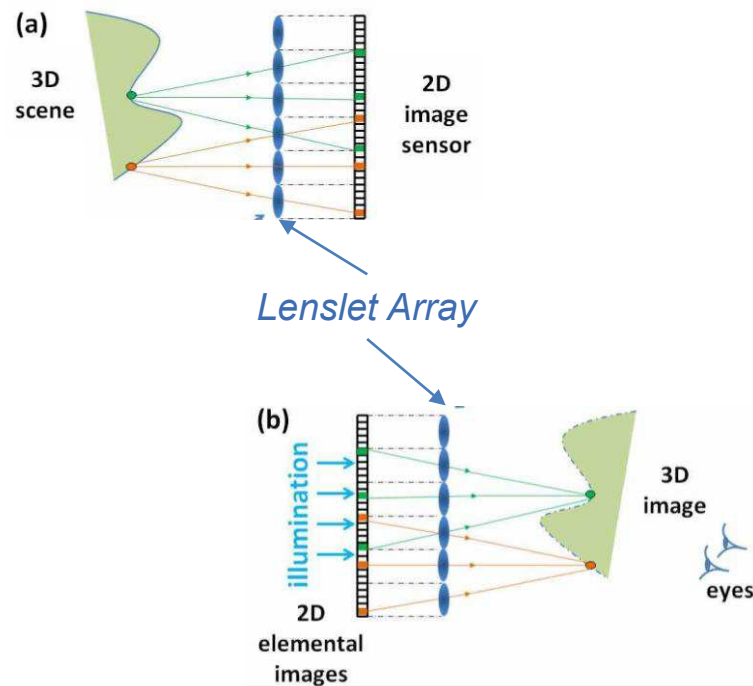 (a)
3D
scene
2D
image
sensor
Lenslet Array
(b)
illumination
3D
image
eyes
2D
elemental
images